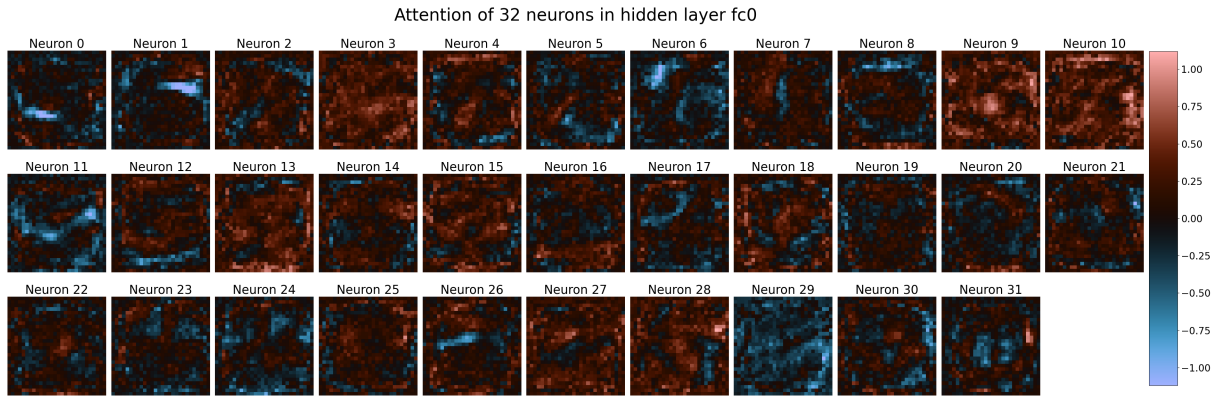 Attention of 32 neurons in hidden layer fc0
Neuron 0 Neuron 1 Neuron 2 Neuron 3 Neuron 4 Neuron 5 Neuron 6 Neuron 7 Neuron 8 Neuron 9 Neuron 10
Neuron 11 Neuron 12 Neuron 13 Neuron 14 Neuron 15 Neuron 16 Neuron 17 Neuron 18 Neuron 19 Neuron 20 Neuron 21
Neuron 22 Neuron 23 Neuron 24 Neuron 25 Neuron 26 Neuron 27 Neuron 28 Neuron 29 Neuron 30 Neuron 31
1.00
0.75
0.50
0.25
0.00
−0.25
−0.50
−0.75
−1.00